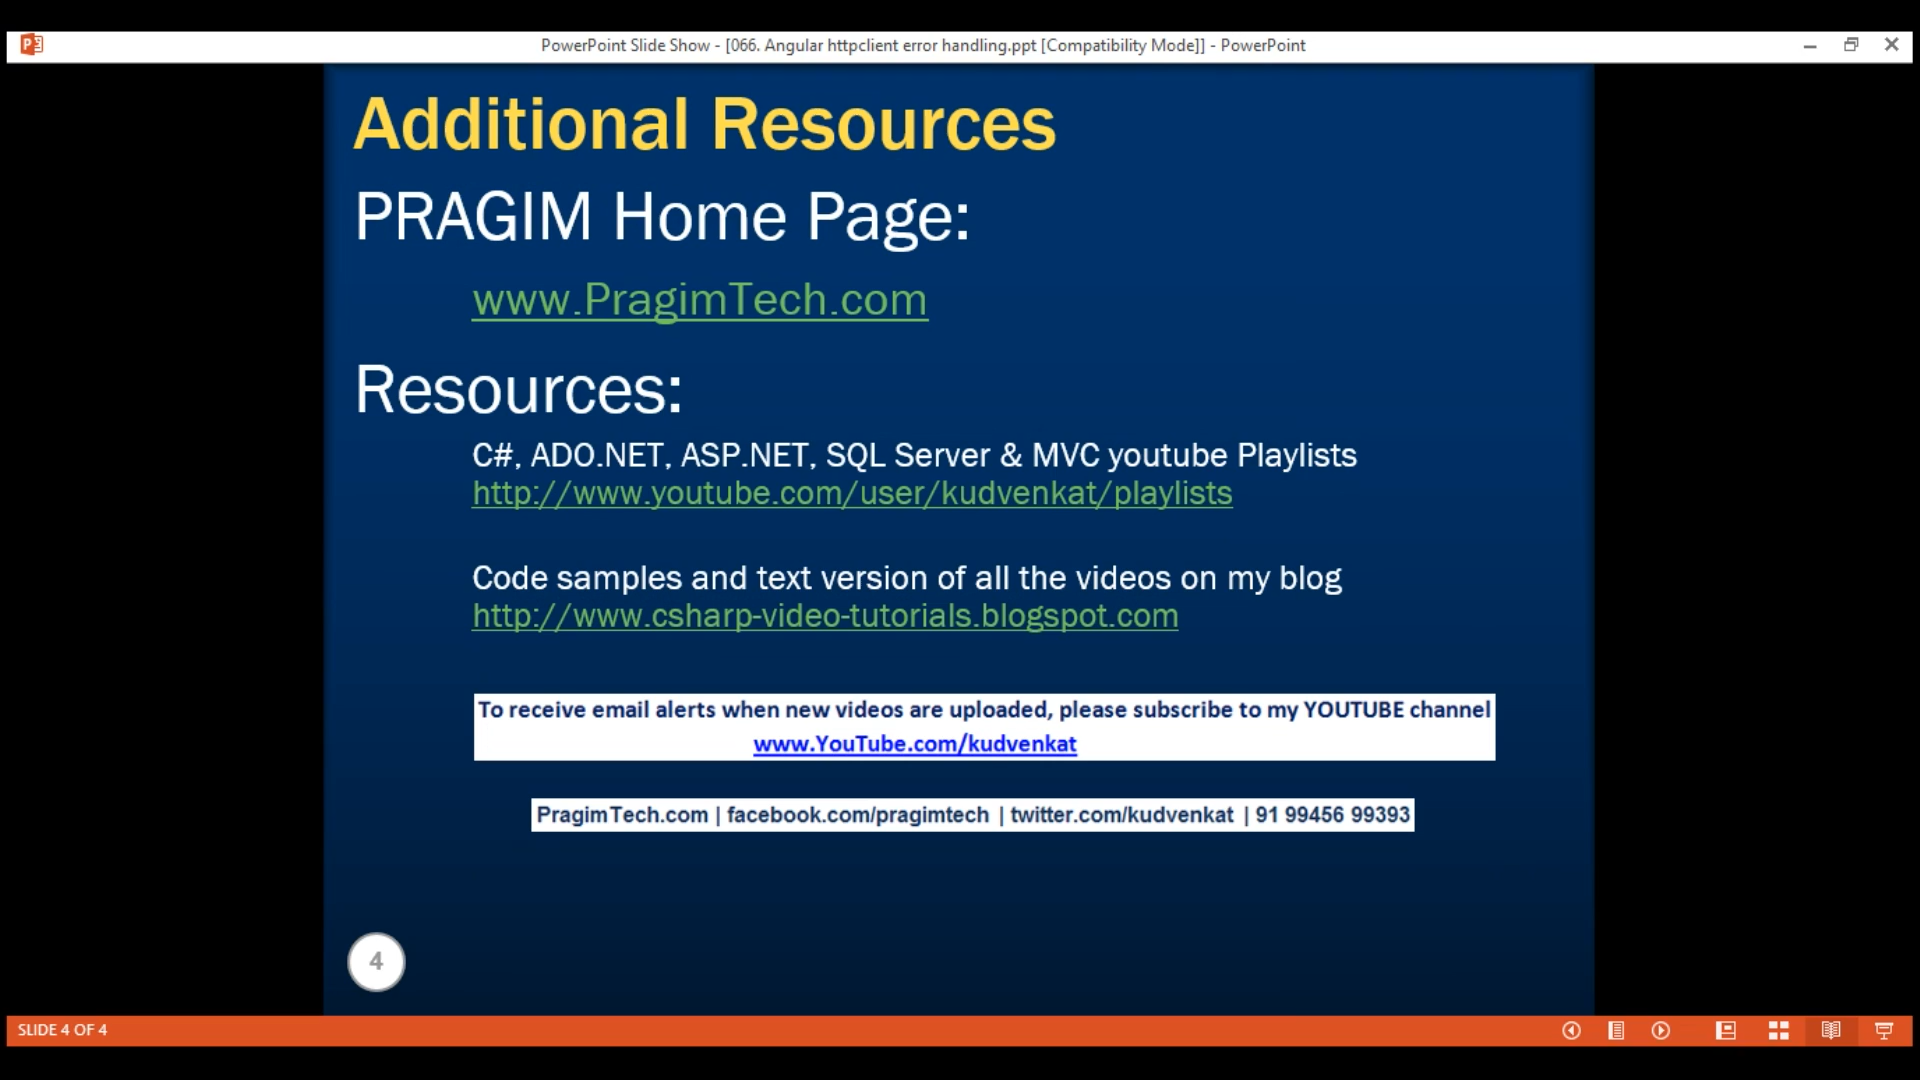 PowerPoint Slide Show - [066. Angular httpclient error handling.ppt [Compatibility Mode]] - PowerPoint
Additional Resources
PRAGIM Home Page:
www.PragimTech.com
Resources:
C#, ADO.NET, ASP.NET, SQL Server & MVC youtube Playlists
http://www.youtube.com/user/kudvenkat/playlists
Code samples and text version of all the videos on my blog
http://www.csharp-video-tutorials.blogspot.com
To receive email alerts when new videos are uploaded, please subscribe to my YOUTUBE channel
www.YouTube.com/kudvenkat
PragimTech.com | facebook.com/pragimtech | twitter.com/kudvenkat | 91 99456 99393
4
SLIDE 4 OF 4